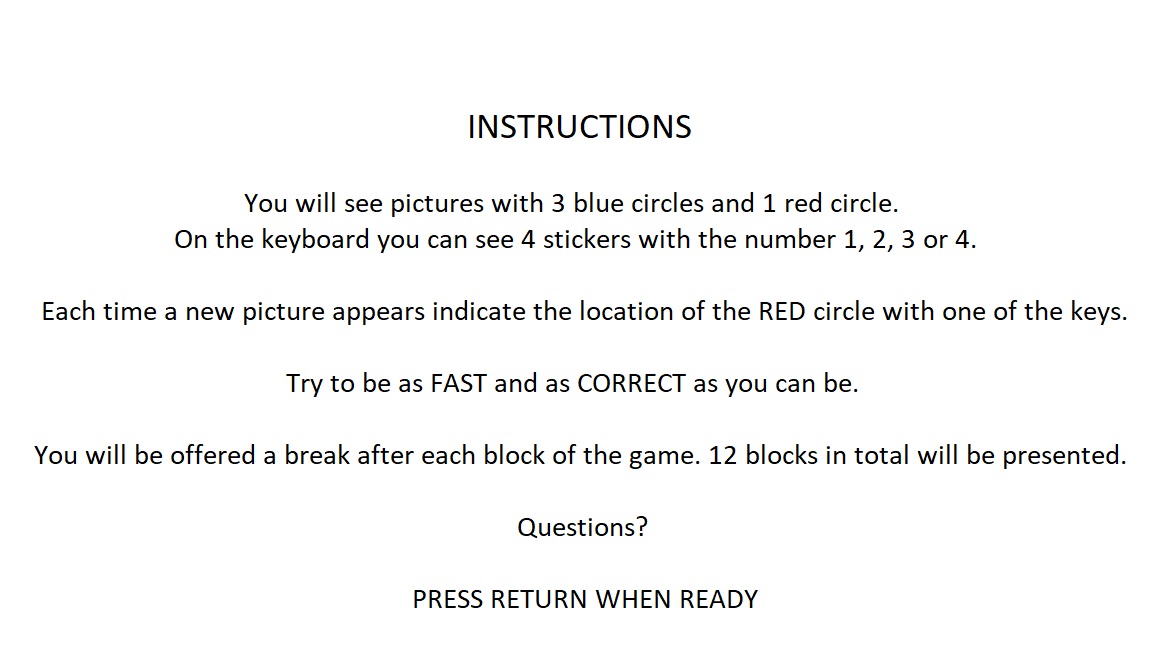 INSTRUCTIONS
You will see pictures with 3 blue circles and 1 red circle.
On the keyboard you can see 4 stickers with the number 1, 2, 3 or 4.
Each time a new picture appears indicate the location of the RED circle with one of the keys.
Try to be as FAST and as CORRECT as you can be.
You will be offered a break after each block of the game. 12 blocks in total will be presented.
Questions?
PRESS RETURN WHEN READY